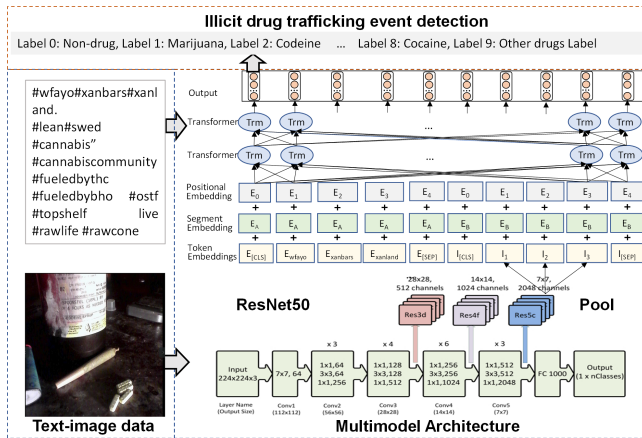 Illicit drug trafficking event detection
Label 0: Non-drug, Label 1: Marijuana, Label 2: Codeine ... Label 8: Cocaine, Label 9: Other drugs Label
#wfayo#xanbars#xanl
and.
#lean#swed
#cannabis”
#cannabiscommunity
#fueledbythc
#fueledbybho #ostf
#topshelf live
#rawlife #rawcone
Output
Transformer Trm Trm ... Trm Trm
Transformer Trm Trm ... Trm Trm
Positional
Embedding
E0 E1 E2 E3 E4 E0 E1 E2 E3 E4
+ + + + + + + + + +
Segment
Embedding
EA EA EA EA EA EB EB EB EB EB
+ + + + + + + + + +
Token
Embeddings
E[CLS] Ewfayo Exanbars Exanland E[SEP] I[CLS] I1 I2 I3 I[SEP]
ResNet50
28x28,
512 channels
14x14,
1024 channels
7x7,
2048 channels
Pool
Res3d Res4f Res5c
x 3 x 4 x 6 x 3
Input
224x224x3
7x7, 64
1x1,64
3x3,64
1x1,256
1x1,128
3x3,128
1x1,512
1x1,256
3x3,256
1x1,1024
1x1,512
3x3,512
1x1,2048
FC 1000
Output
(1 x nClasses)
Layer Name
(Output Size)
Conv1
(112x112)
Conv2
(56x56)
Conv3
(28x28)
Conv4
(14x14)
Conv5
(7x7)
Text-image data
Multimodel Architecture